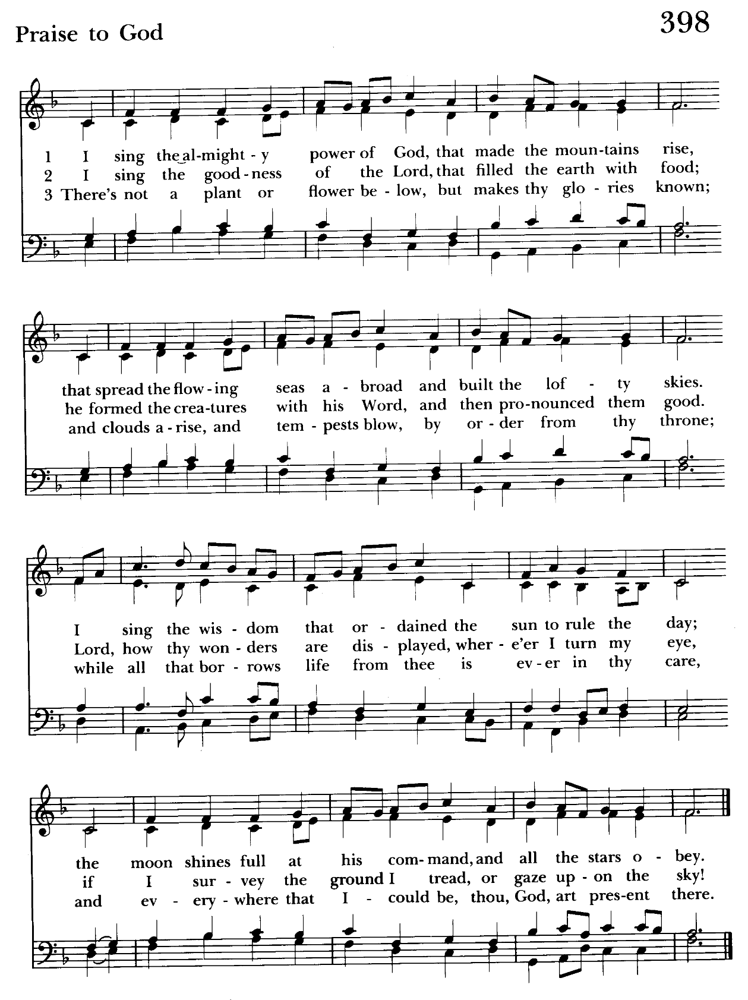 398
Praise to God
1 I sing the al-might - y power of God, that made the moun-tains rise,
2 I sing the good - ness of the Lord, that filled the earth with food;
3 There's not a plant or flower be - low, but makes thy glo - ries known;
that spread the flow - ing seas a - broad and built the lof - ty skies.
he formed the crea-tures with his Word, and then pro-nounced them good.
and clouds a - rise, and tem - pests blow, by or - der from thy throne;
I sing the wis - dom that or - dained the sun to rule the day;
Lord, how thy won - ders are dis - played, wher - e'er I turn my eye,
while all that bor - rows life from thee is ev - er in thy care,
the moon shines full at his com- mand, and all the stars o - bey.
if I sur - vey the ground I tread, or gaze up - on the sky!
and ev - ery - where that I - could be, thou, God, art pres-ent there.